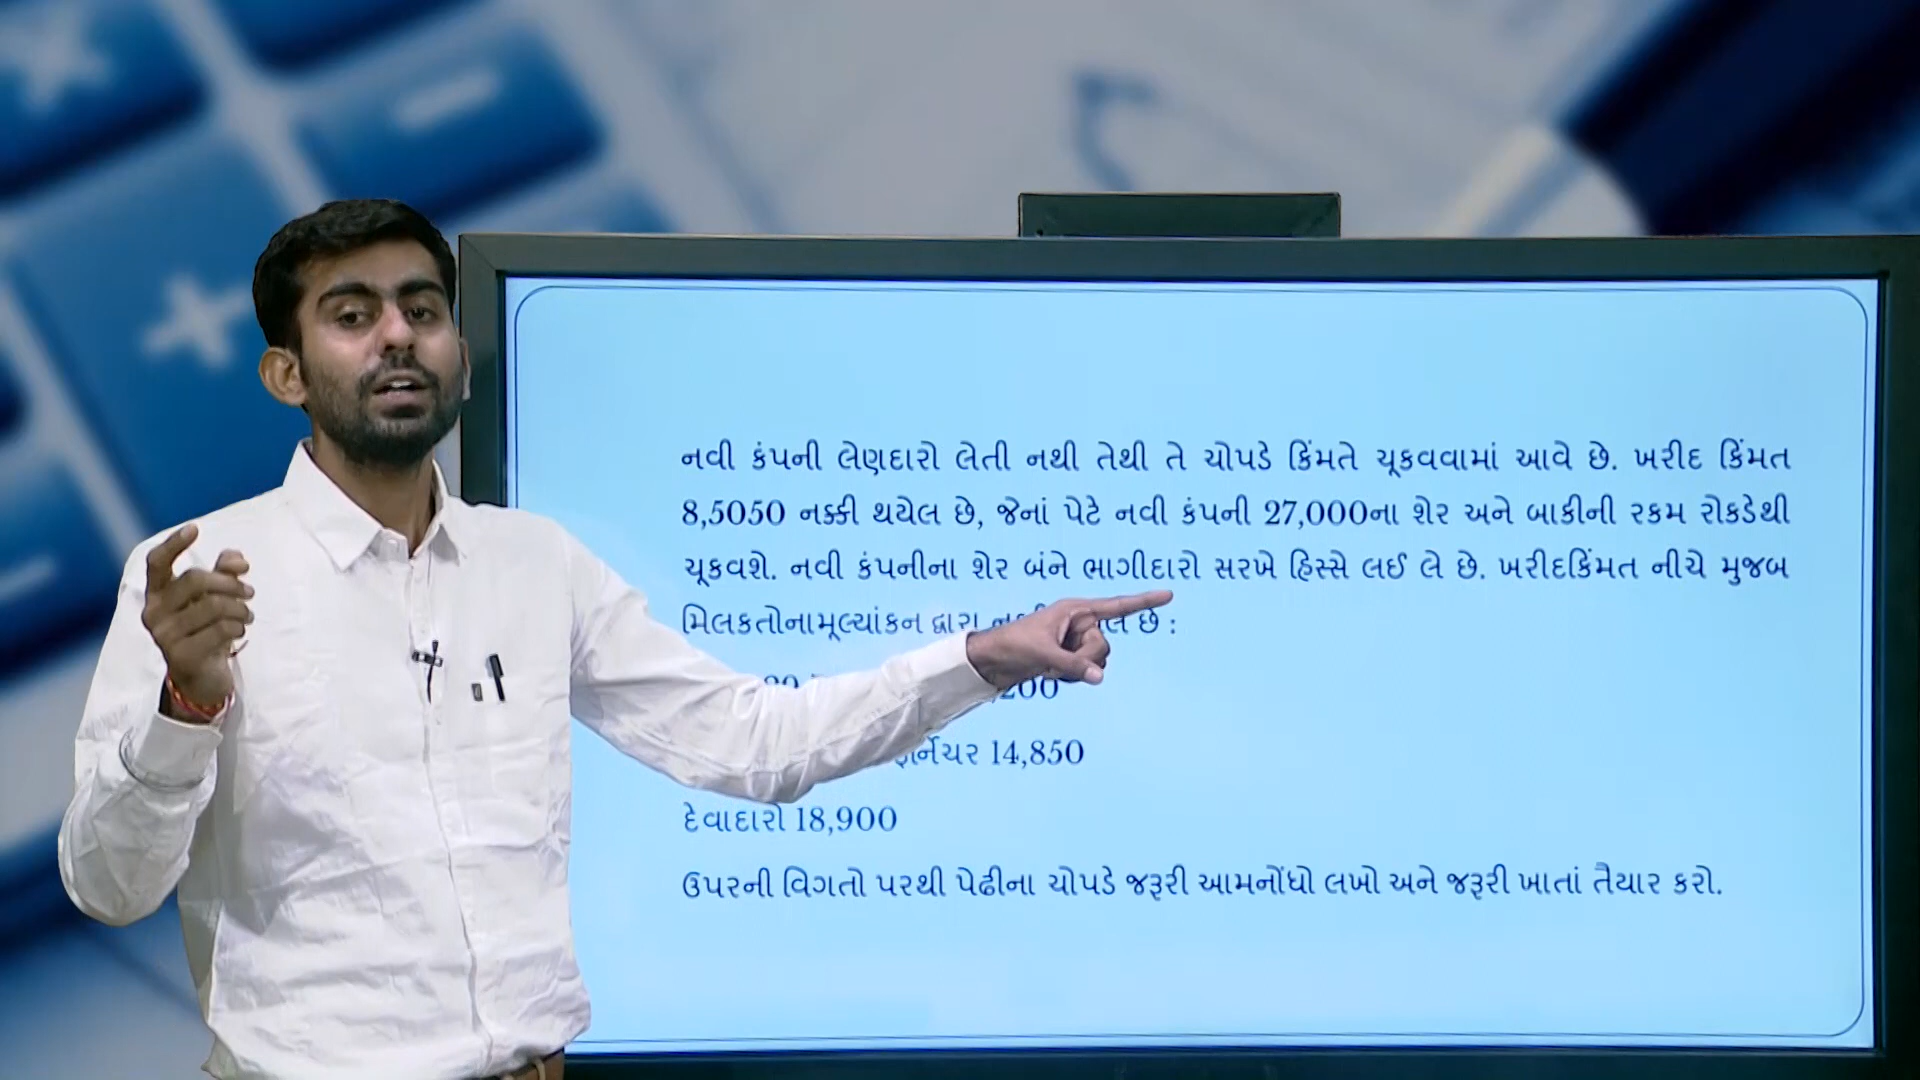 નવી કંપની લેણદારો લેતી નથી તેથી તે ચોપડે કિંમતે ચૂકવવામાં આવે છે. ખરીદ કિંમત
8,5050 નક્કી થયેલ છે, જેનાં પેટે નવી કંપની 27,000ના શેર અને બાકીની રકમ રોકડેથી
ચૂકવશે. નવી કંપનીના શેર બંને ભાગીદારો સરખે હિસ્સે લઈ લે છે. ખરીદકિંમત નીચે મુજબ
મિલકતોનામૂલ્યાંકન દ્વારા છે :
14,850
દેવાદારો 18,900
ઉપરની વિગતો પરથી પેઢીના ચોપડે જરૂરી આમનોંધો લખો અને જરૂરી ખાતાં તૈયાર કરો.